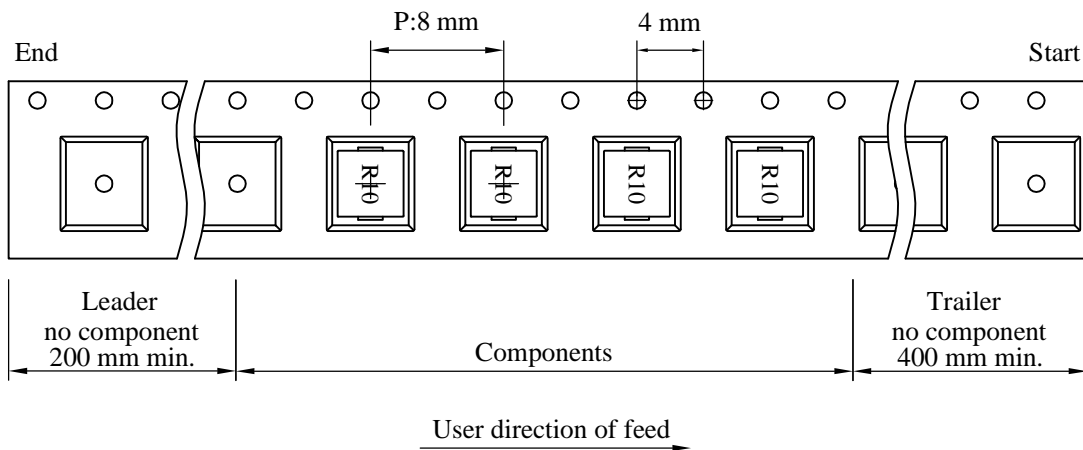 P:8 mm
4 mm
End
Start
R10
R10
R10
R10
Leader
no component
200 mm min.
Components
Trailer
no component
400 mm min.
User direction of feed